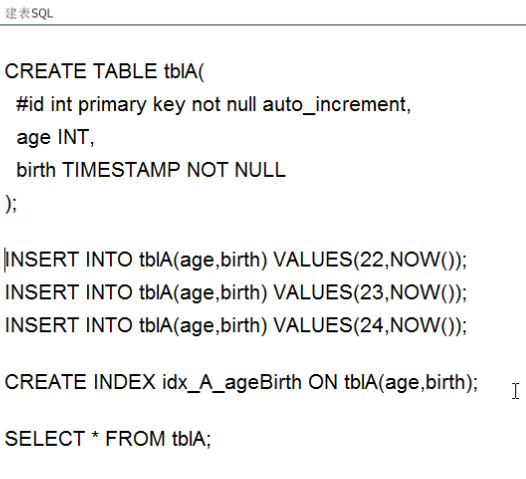 建表SQL
CREATE TABLE tblA(
#id int primary key not null auto_increment,
age INT,
birth TIMESTAMP NOT NULL
);
INSERT INTO tblA(age,birth) VALUES(22,NOW());
INSERT INTO tblA(age,birth) VALUES(23,NOW());
INSERT INTO tblA(age,birth) VALUES(24,NOW());
CREATE INDEX idx_A_ageBirth ON tblA(age,birth);
SELECT * FROM tblA;